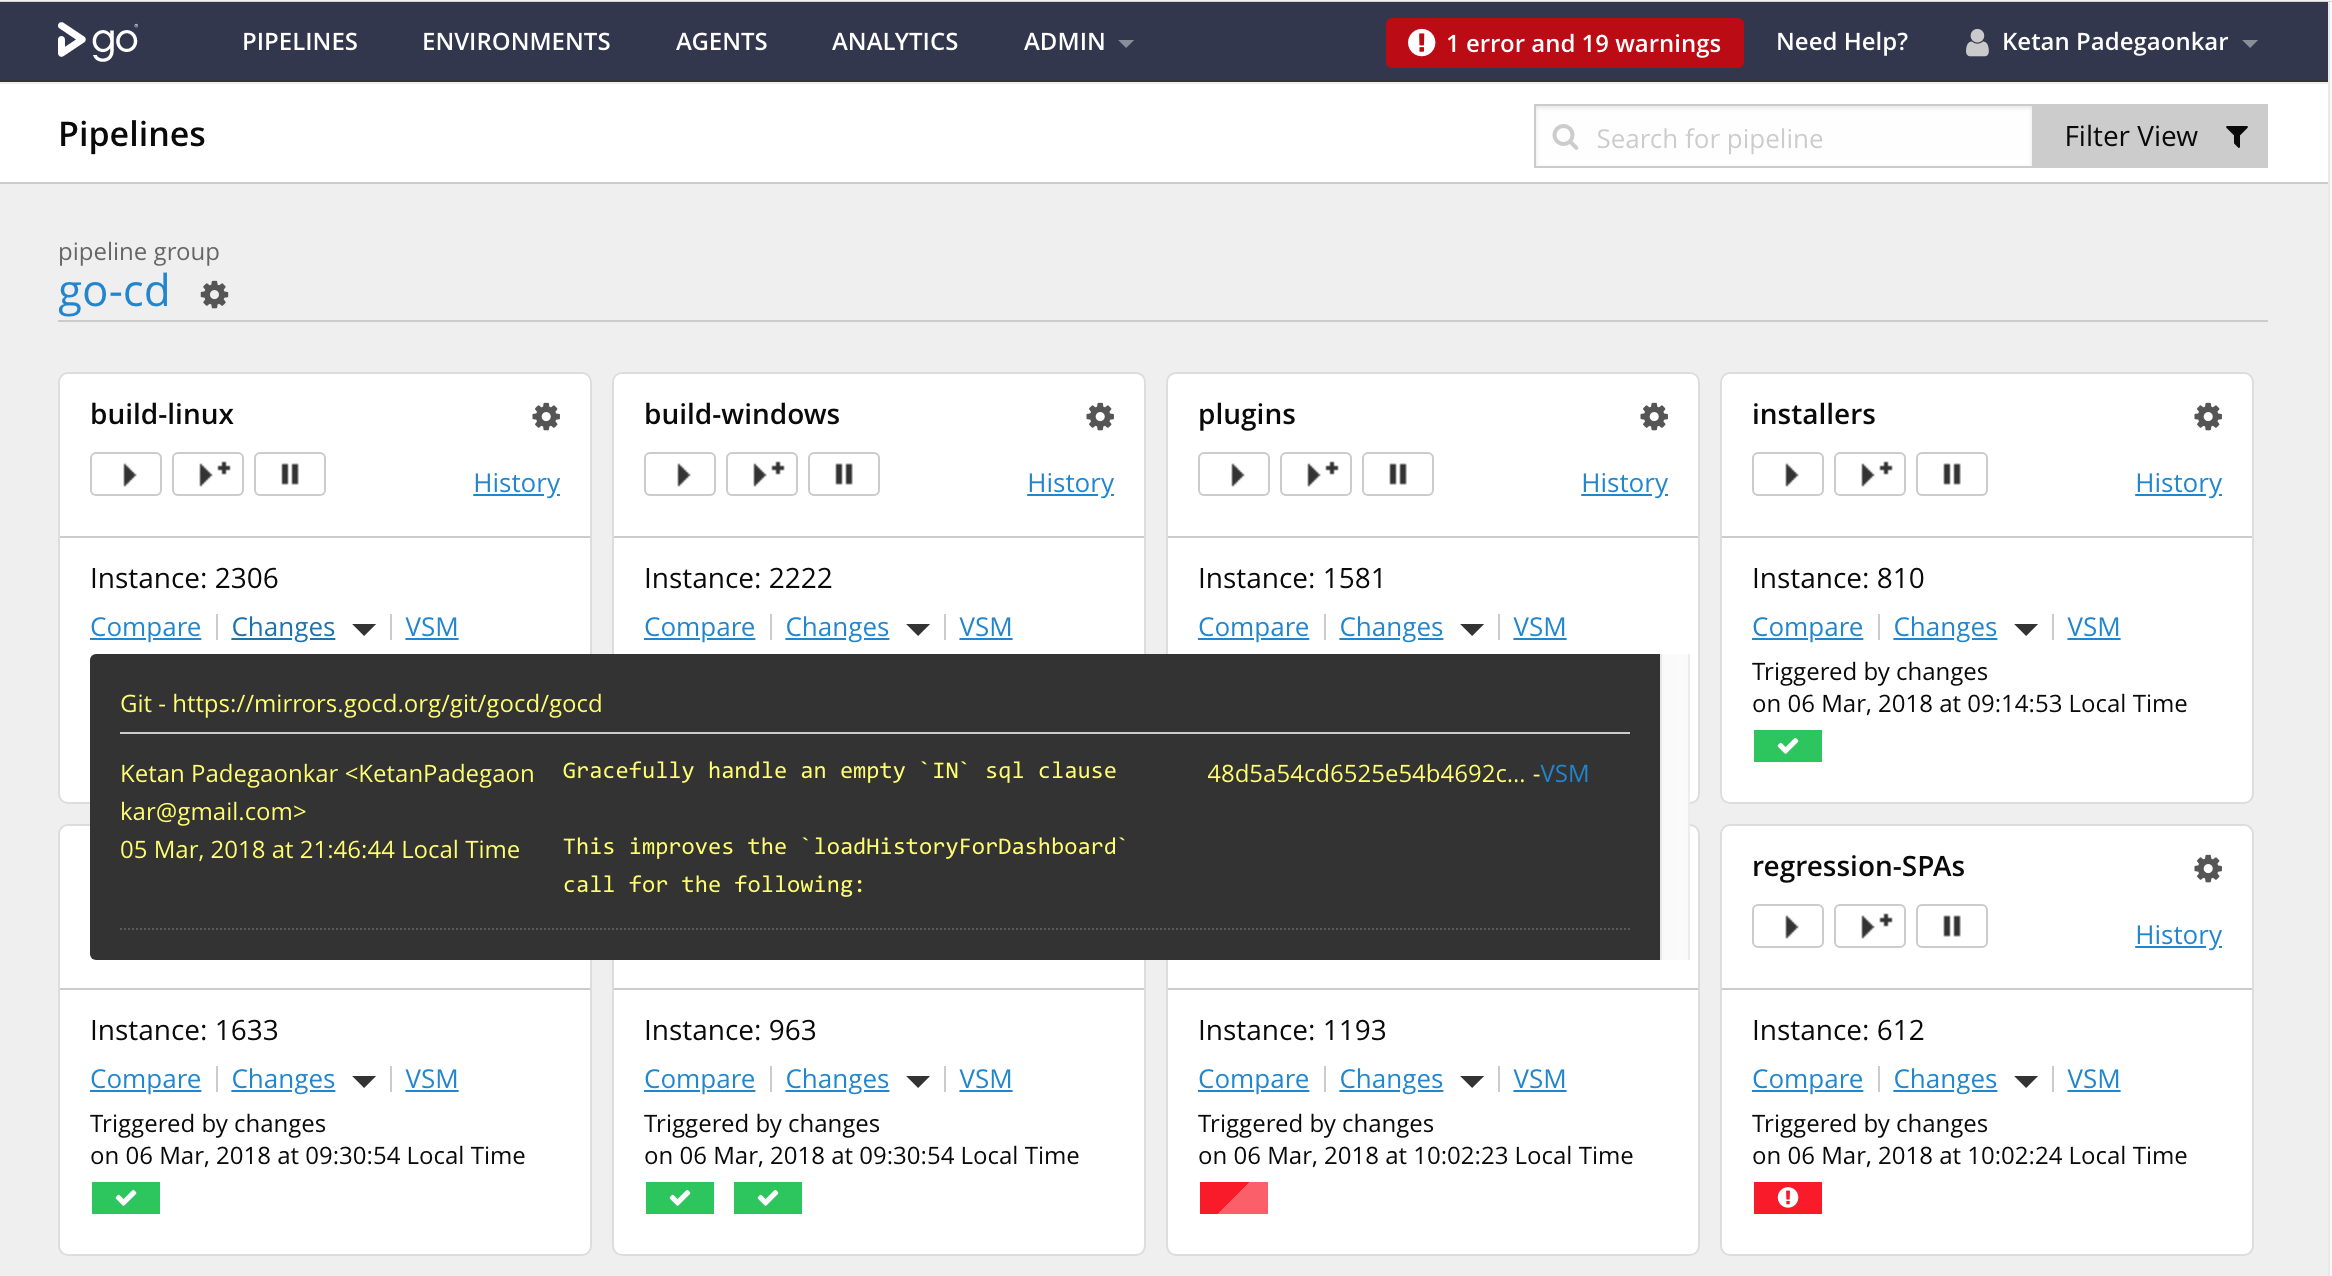 go
PIPELINES ENVIRONMENTS AGENTS ANALYTICS ADMIN 1 error and 19 warnings Need Help? Ketan Padegaonkar
Pipelines
Search for pipeline
Filter View
pipeline group
go-cd
build-linux
History
Instance: 2306
Compare Changes VSM
build-windows
History
Instance: 2222
Compare Changes VSM
plugins
History
Instance: 1581
Compare Changes VSM
installers
History
Instance: 810
Compare Changes VSM
Triggered by changes
on 06 Mar, 2018 at 09:14:53 Local Time
Git - https://mirrors.gocd.org/git/gocd/gocd
Ketan Padegaonkar <KetanPadegaon
kar@gmail.com>
05 Mar, 2018 at 21:46:44 Local Time
Gracefully handle an empty `IN` sql clause
This improves the `loadHistoryForDashboard`
call for the following:
48d5a54cd6525e54b4692c... -VSM
Instance: 1633
Compare Changes VSM
Triggered by changes
on 06 Mar, 2018 at 09:30:54 Local Time
Instance: 963
Compare Changes VSM
Triggered by changes
on 06 Mar, 2018 at 09:30:54 Local Time
Instance: 1193
Compare Changes VSM
Triggered by changes
on 06 Mar, 2018 at 10:02:23 Local Time
regression-SPAs
History
Instance: 612
Compare Changes VSM
Triggered by changes
on 06 Mar, 2018 at 10:02:24 Local Time